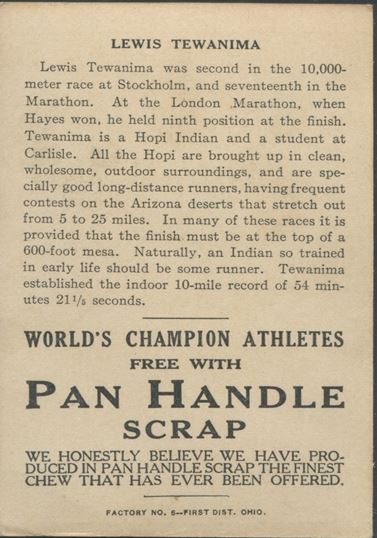 LEWIS TEWANIMA
Lewis Tewanima was second in the 10,000-
meter race at Stockholm, and seventeenth in the
Marathon. At the London Marathon, when
Hayes won, he held ninth position at the finish.
Tewanima is a Hopi Indian and a student at
Carlisle. All the Hopi are brought up in clean,
wholesome, outdoor surroundings, and are spe-
cially good long-distance runners, having frequent
contests on the Arizona deserts that stretch out
from 5 to 25 miles. In many of these races it is
provided that the finish must be at the top of a
600-foot mesa. Naturally, an Indian so trained
in early life should be some runner. Tewanima
established the indoor 10-mile record of 54 min-
utes 21 1/5 seconds.
WORLD'S CHAMPION ATHLETES
FREE WITH
PAN HANDLE
SCRAP
WE HONESTLY BELIEVE WE HAVE PRO-
DUCED IN PAN HANDLE SCRAP THE FINEST
CHEW THAT HAS EVER BEEN OFFERED.
FACTORY NO. 6--FIRST DIST. OHIO.